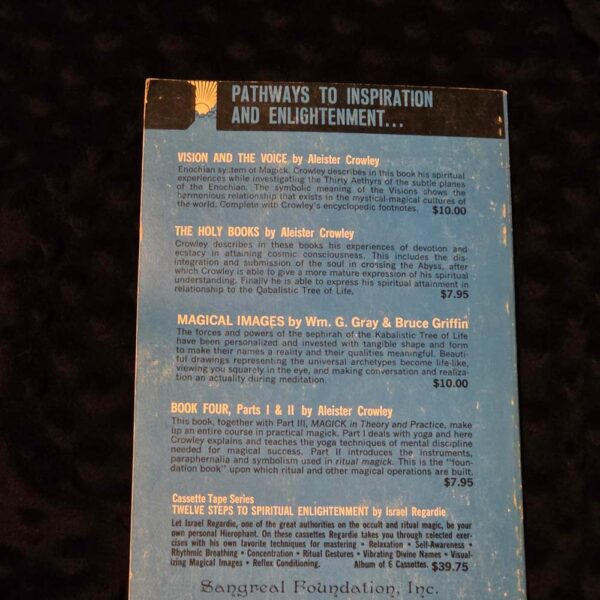 PATHWAYS TO INSPIRATION
AND ENLIGHTENMENT...
VISION AND THE VOICE by Aleister Crowley
Enochian system of Magick. Crowley describes in this book his spiritual
experiences while investigating the Thirty Aethyrs of the subtle planes
of the Enochian. The symbolic meaning of the Visions shows the
harmonious relationship that exists in the mystical-magical cultures of
the world. Complete with Crowley's encyclopedic footnotes. $10.00
THE HOLY BOOKS by Aleister Crowley
Crowley describes in these books his experiences of devotion and
ecstacy in attaining cosmic consciousness. This includes the dis-
integration and submission of the soul in crossing the Abyss, after
which Crowley is able to give a more mature expression of his spiritual
understanding. Finally he is able to express his spiritual attainment in
relationship to the Qabalistic Tree of Life. $7.95
MAGICAL IMAGES by Wm. G. Gray & Bruce Griffin
The forces and powers of the sephirah of the Kabalistic Tree of Life
have been personalized and invested with tangible shape and form
to make their names a reality and their qualities meaningful. Beauti-
ful drawings representing the universal archetypes become life-like,
viewing you squarely in the eye, and making conversation and realiza-
tion an actuality during meditation. $10.00
BOOK FOUR, Parts I & II by Aleister Crowley
This book, together with Part III, MAGICK in Theory and Practice, make
up an entire course in practical magick. Part I deals with yoga and here
Crowley explains and teaches the yoga techniques of mental discipline
needed for magical success. Part II introduces the instruments,
paraphernalia and symbolism used in ritual magick. This is the "foun-
dation book" upon which ritual and other magical operations are built.
$7.95
Cassette Tape Series
TWELVE STEPS TO SPIRITUAL ENLIGHTENMENT by Israel Regardie
Let Israel Regardie, one of the great authorities on the occult and ritual magic, be your
own personal Hierophant. On these cassettes Regardie takes you through selected exer-
cises with his own favorite techniques for mastering • Relaxation • Self-Awareness •
Rhythmic Breathing • Concentration • Ritual Gestures • Vibrating Divine Names • Visual-
izing Magical Images • Reflex Conditioning. Album of 6 Cassettes. $39.75
Sangreal Foundation, Inc.